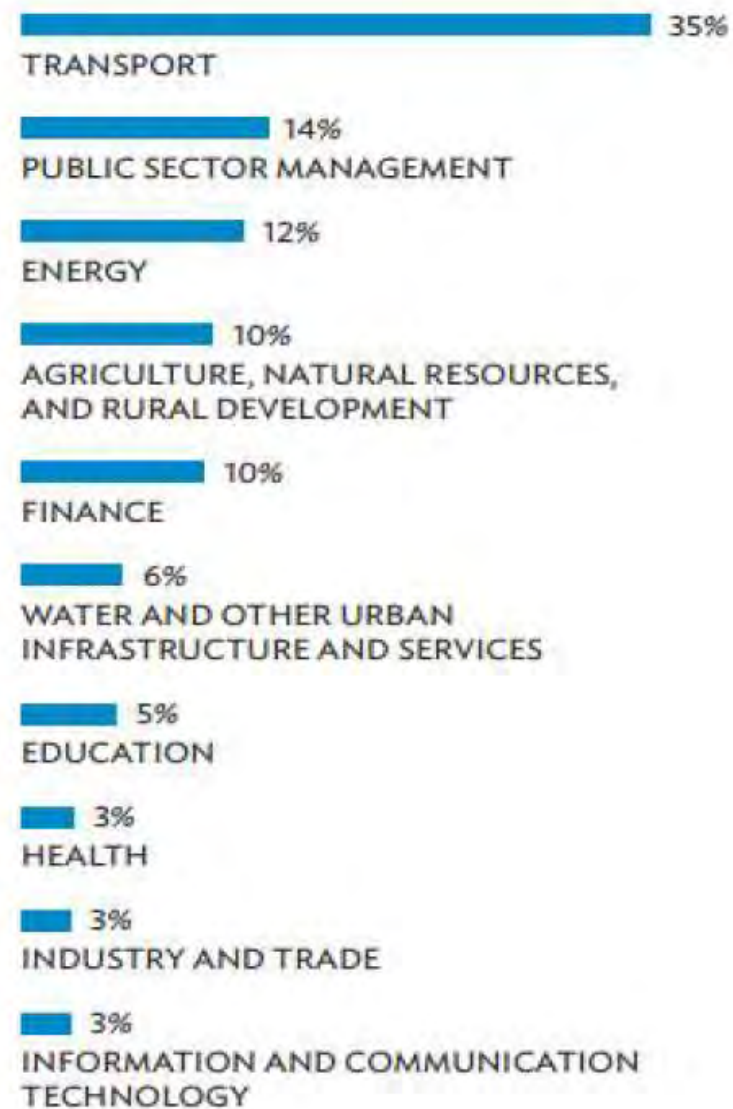 35%
TRANSPORT
14%
PUBLIC SECTOR MANAGEMENT
12%
ENERGY
10%
AGRICULTURE, NATURAL RESOURCES,
AND RURAL DEVELOPMENT
10%
FINANCE
6%
WATER AND OTHER URBAN
INFRASTRUCTURE AND SERVICES
5%
EDUCATION
3%
HEALTH
3%
INDUSTRY AND TRADE
3%
INFORMATION AND COMMUNICATION
TECHNOLOGY